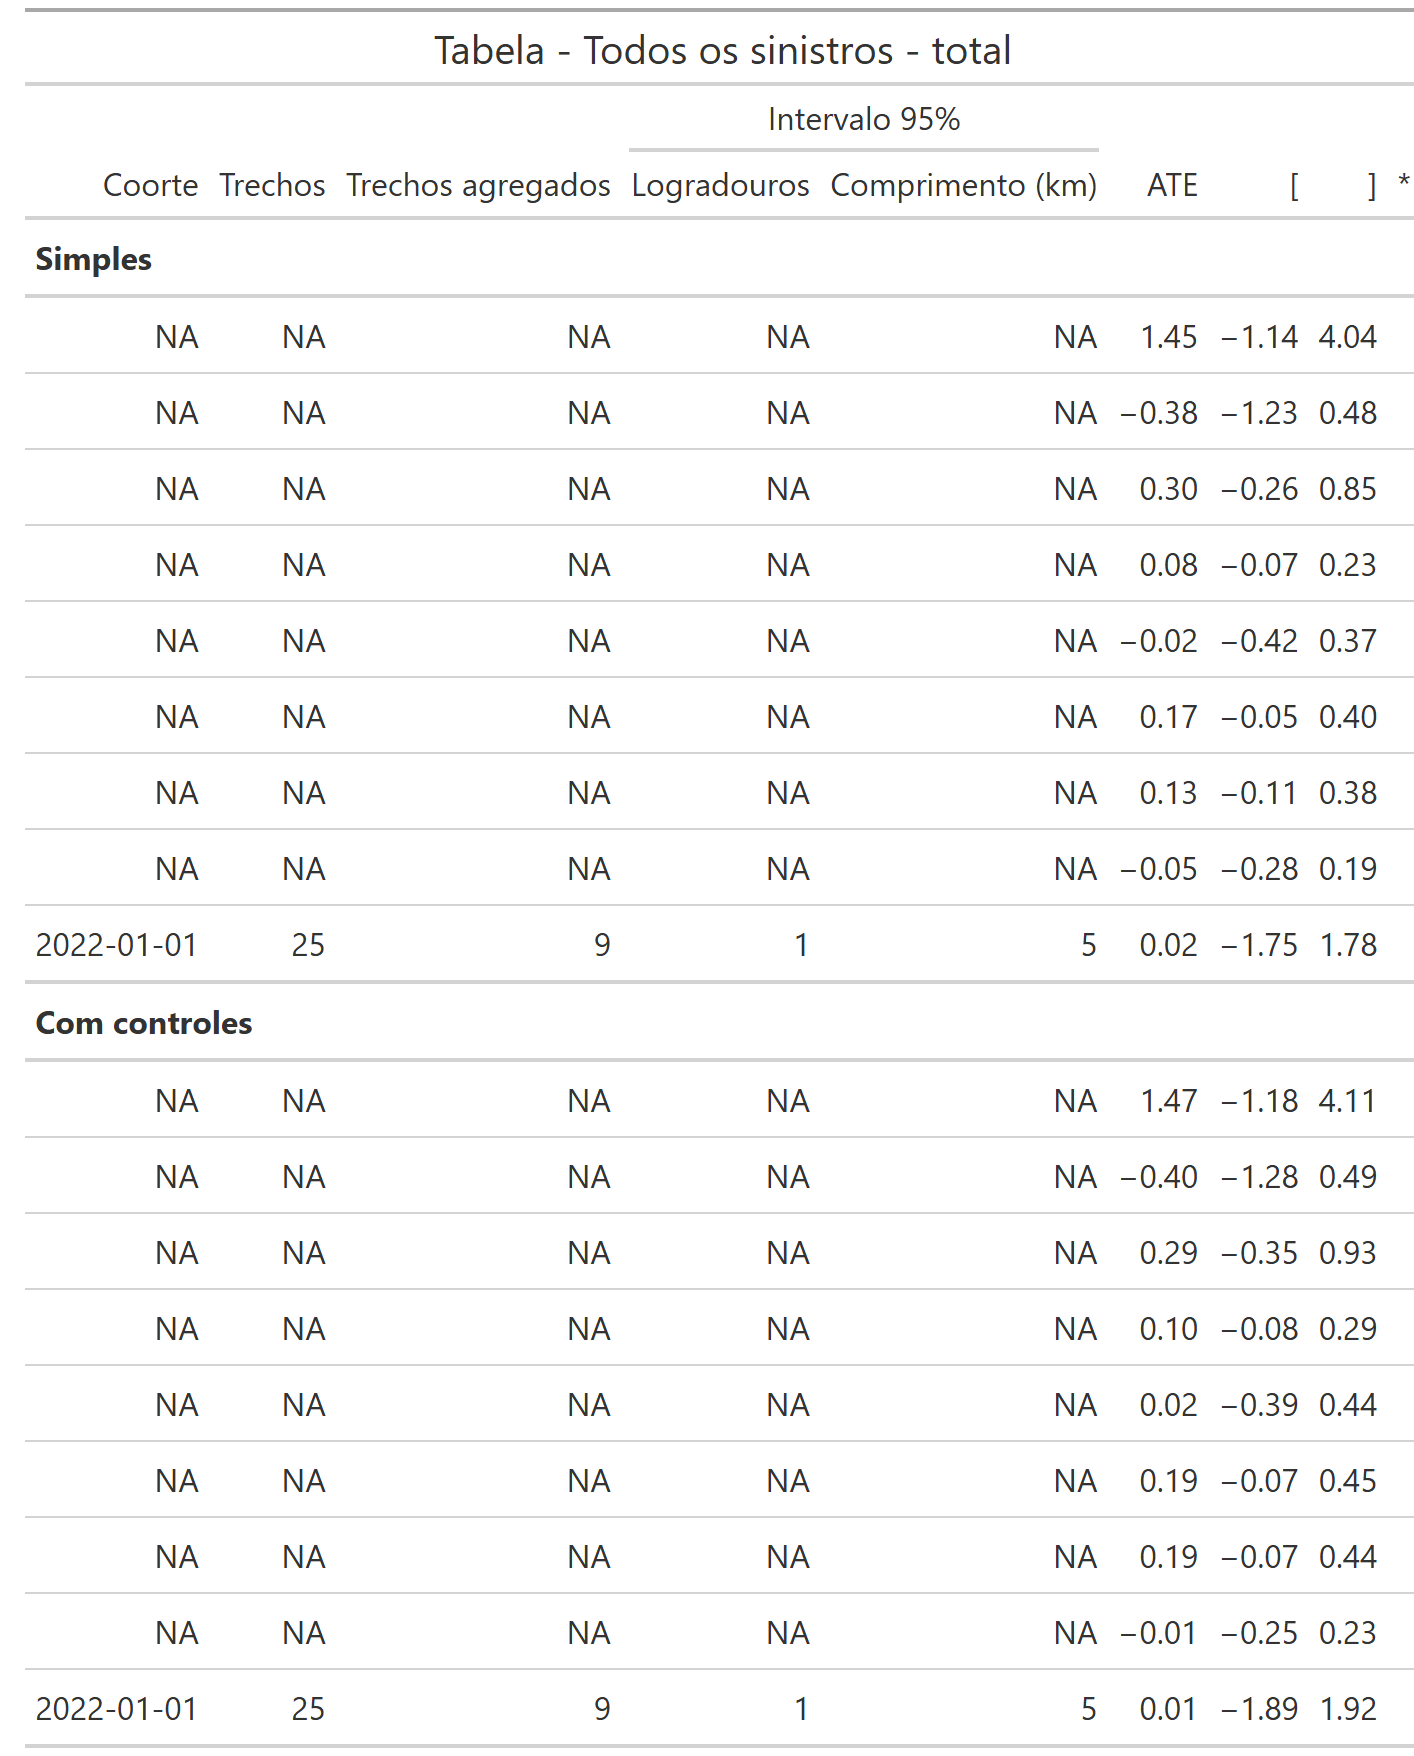 Tabela - Todos os sinistros - total
Intervalo 95%
Coorte Trechos Trechos agregados Logradouros Comprimento (km) ATE [ ] *
Simples
NA NA NA NA NA 1.45 −1.14 4.04
NA NA NA NA NA −0.38 −1.23 0.48
NA NA NA NA NA 0.30 −0.26 0.85
NA NA NA NA NA 0.08 −0.07 0.23
NA NA NA NA NA −0.02 −0.42 0.37
NA NA NA NA NA 0.17 −0.05 0.40
NA NA NA NA NA 0.13 −0.11 0.38
NA NA NA NA NA −0.05 −0.28 0.19
2022-01-01 25 9 1 5 0.02 −1.75 1.78
Com controles
NA NA NA NA NA 1.47 −1.18 4.11
NA NA NA NA NA −0.40 −1.28 0.49
NA NA NA NA NA 0.29 −0.35 0.93
NA NA NA NA NA 0.10 −0.08 0.29
NA NA NA NA NA 0.02 −0.39 0.44
NA NA NA NA NA 0.19 −0.07 0.45
NA NA NA NA NA 0.19 −0.07 0.44
NA NA NA NA NA −0.01 −0.25 0.23
2022-01-01 25 9 1 5 0.01 −1.89 1.92